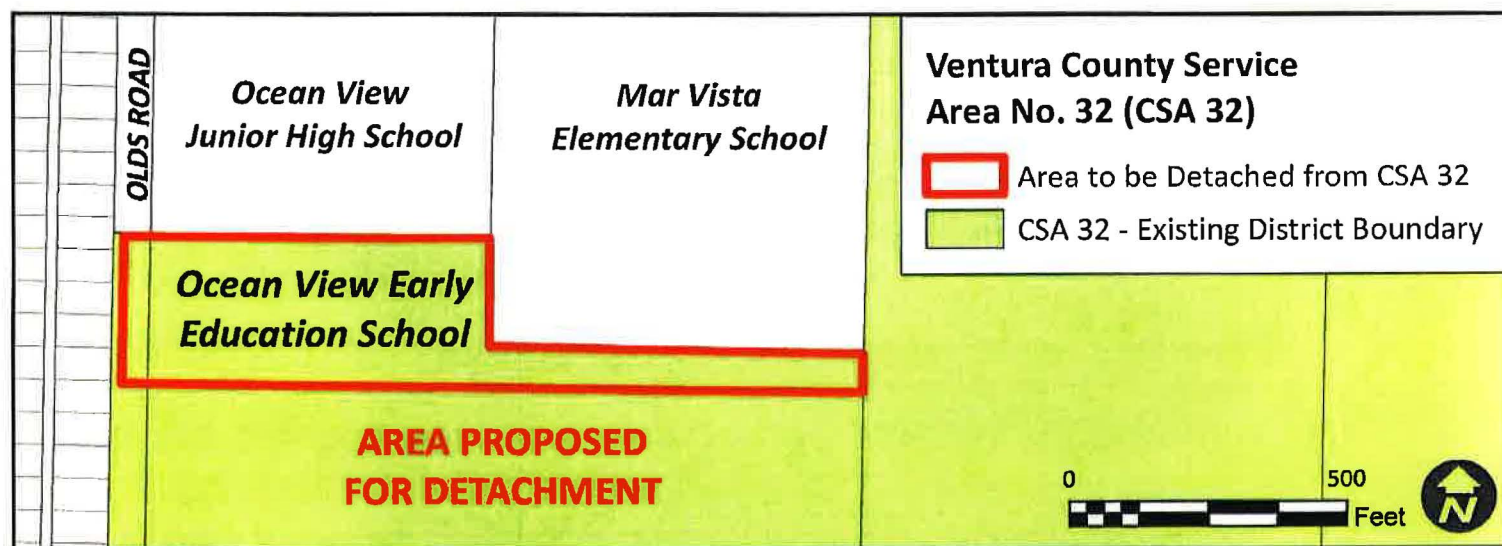 OLDS ROAD
Ocean View
Junior High School
Mar Vista
Elementary School
Ventura County Service
Area No. 32 (CSA 32)
Area to be Detached from CSA 32
CSA 32 - Existing District Boundary
Ocean View Early
Education School
AREA PROPOSED
FOR DETACHMENT
0 500
Feet
N